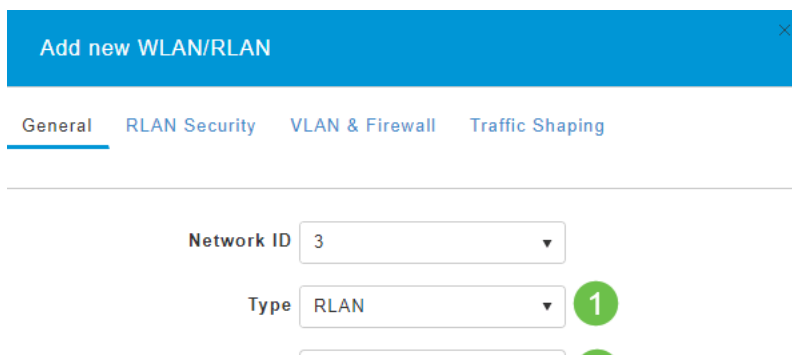 Add new WLAN/RLAN
General RLAN Security VLAN & Firewall Traffic Shaping
Network ID 3
Type RLAN 1